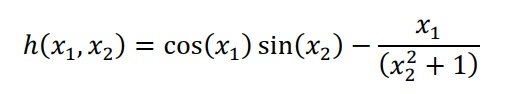 h(x₁, x₂) = cos(x₁) sin(x₂) − x₁ / (x₂² + 1)